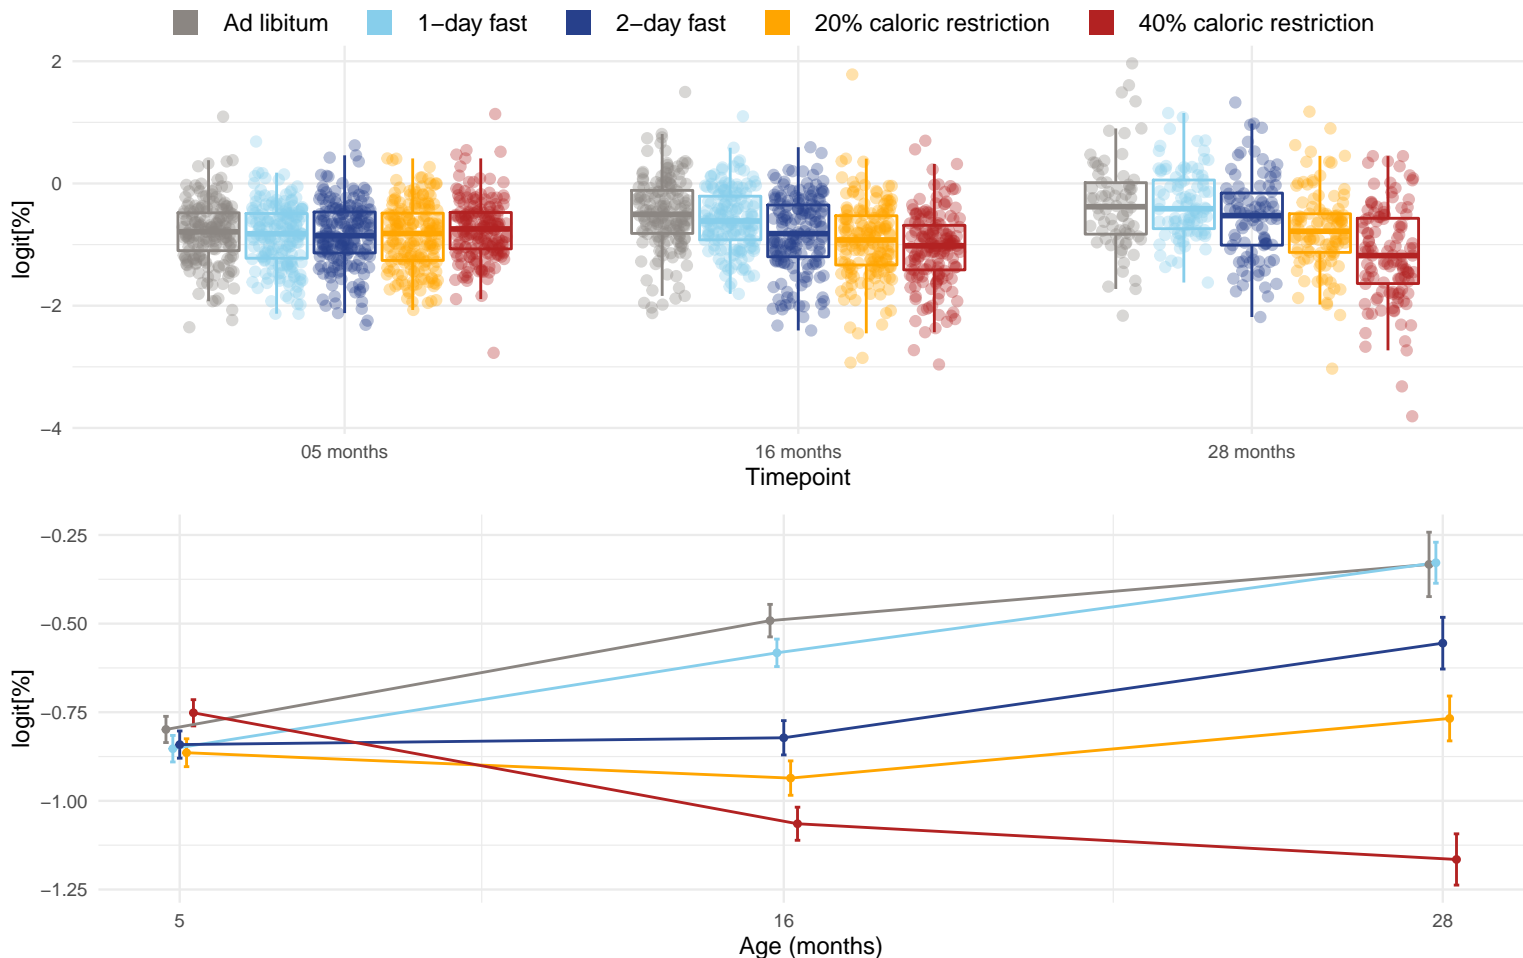 Ad libitum 1−day fast 2−day fast 20% caloric restriction 40% caloric restriction
2
0
−2
−4
logit[%]
05 months 16 months 28 months
Timepoint
−0.25
−0.50
−0.75
−1.00
−1.25
logit[%]
5 16 28
Age (months)